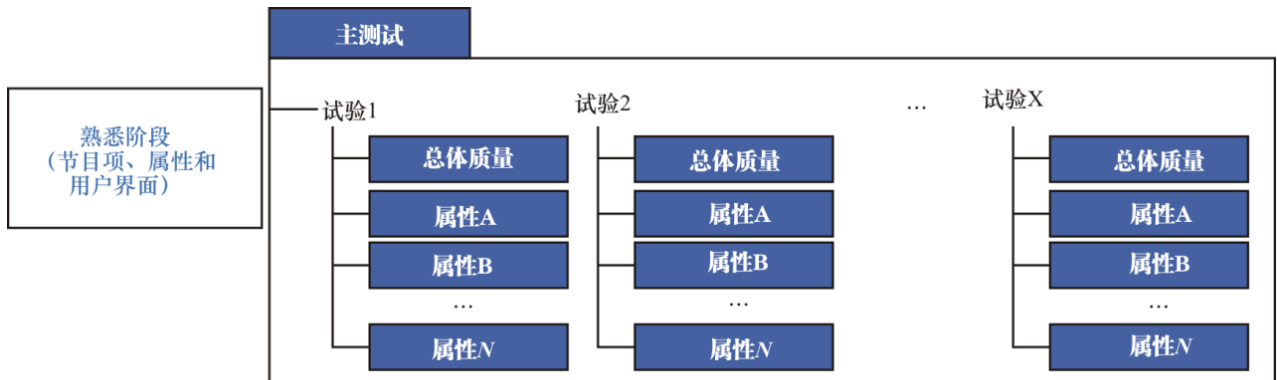 主测试
熟悉阶段
(节目项、属性和
用户界面)
试验1
总体质量
属性A
属性B
…
属性N
试验2
总体质量
属性A
属性B
…
属性N
…
试验X
总体质量
属性A
属性B
…
属性N